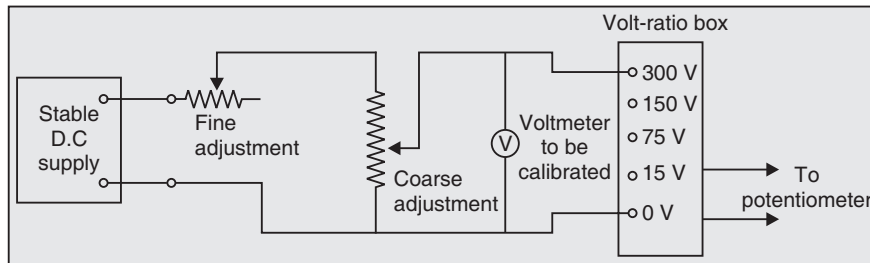 Volt-ratio box
Stable
D.C
supply
Fine
adjustment
Coarse
adjustment
V
Voltmeter
to be
calibrated
300 V
150 V
75 V
15 V
0 V
To
potentiometer